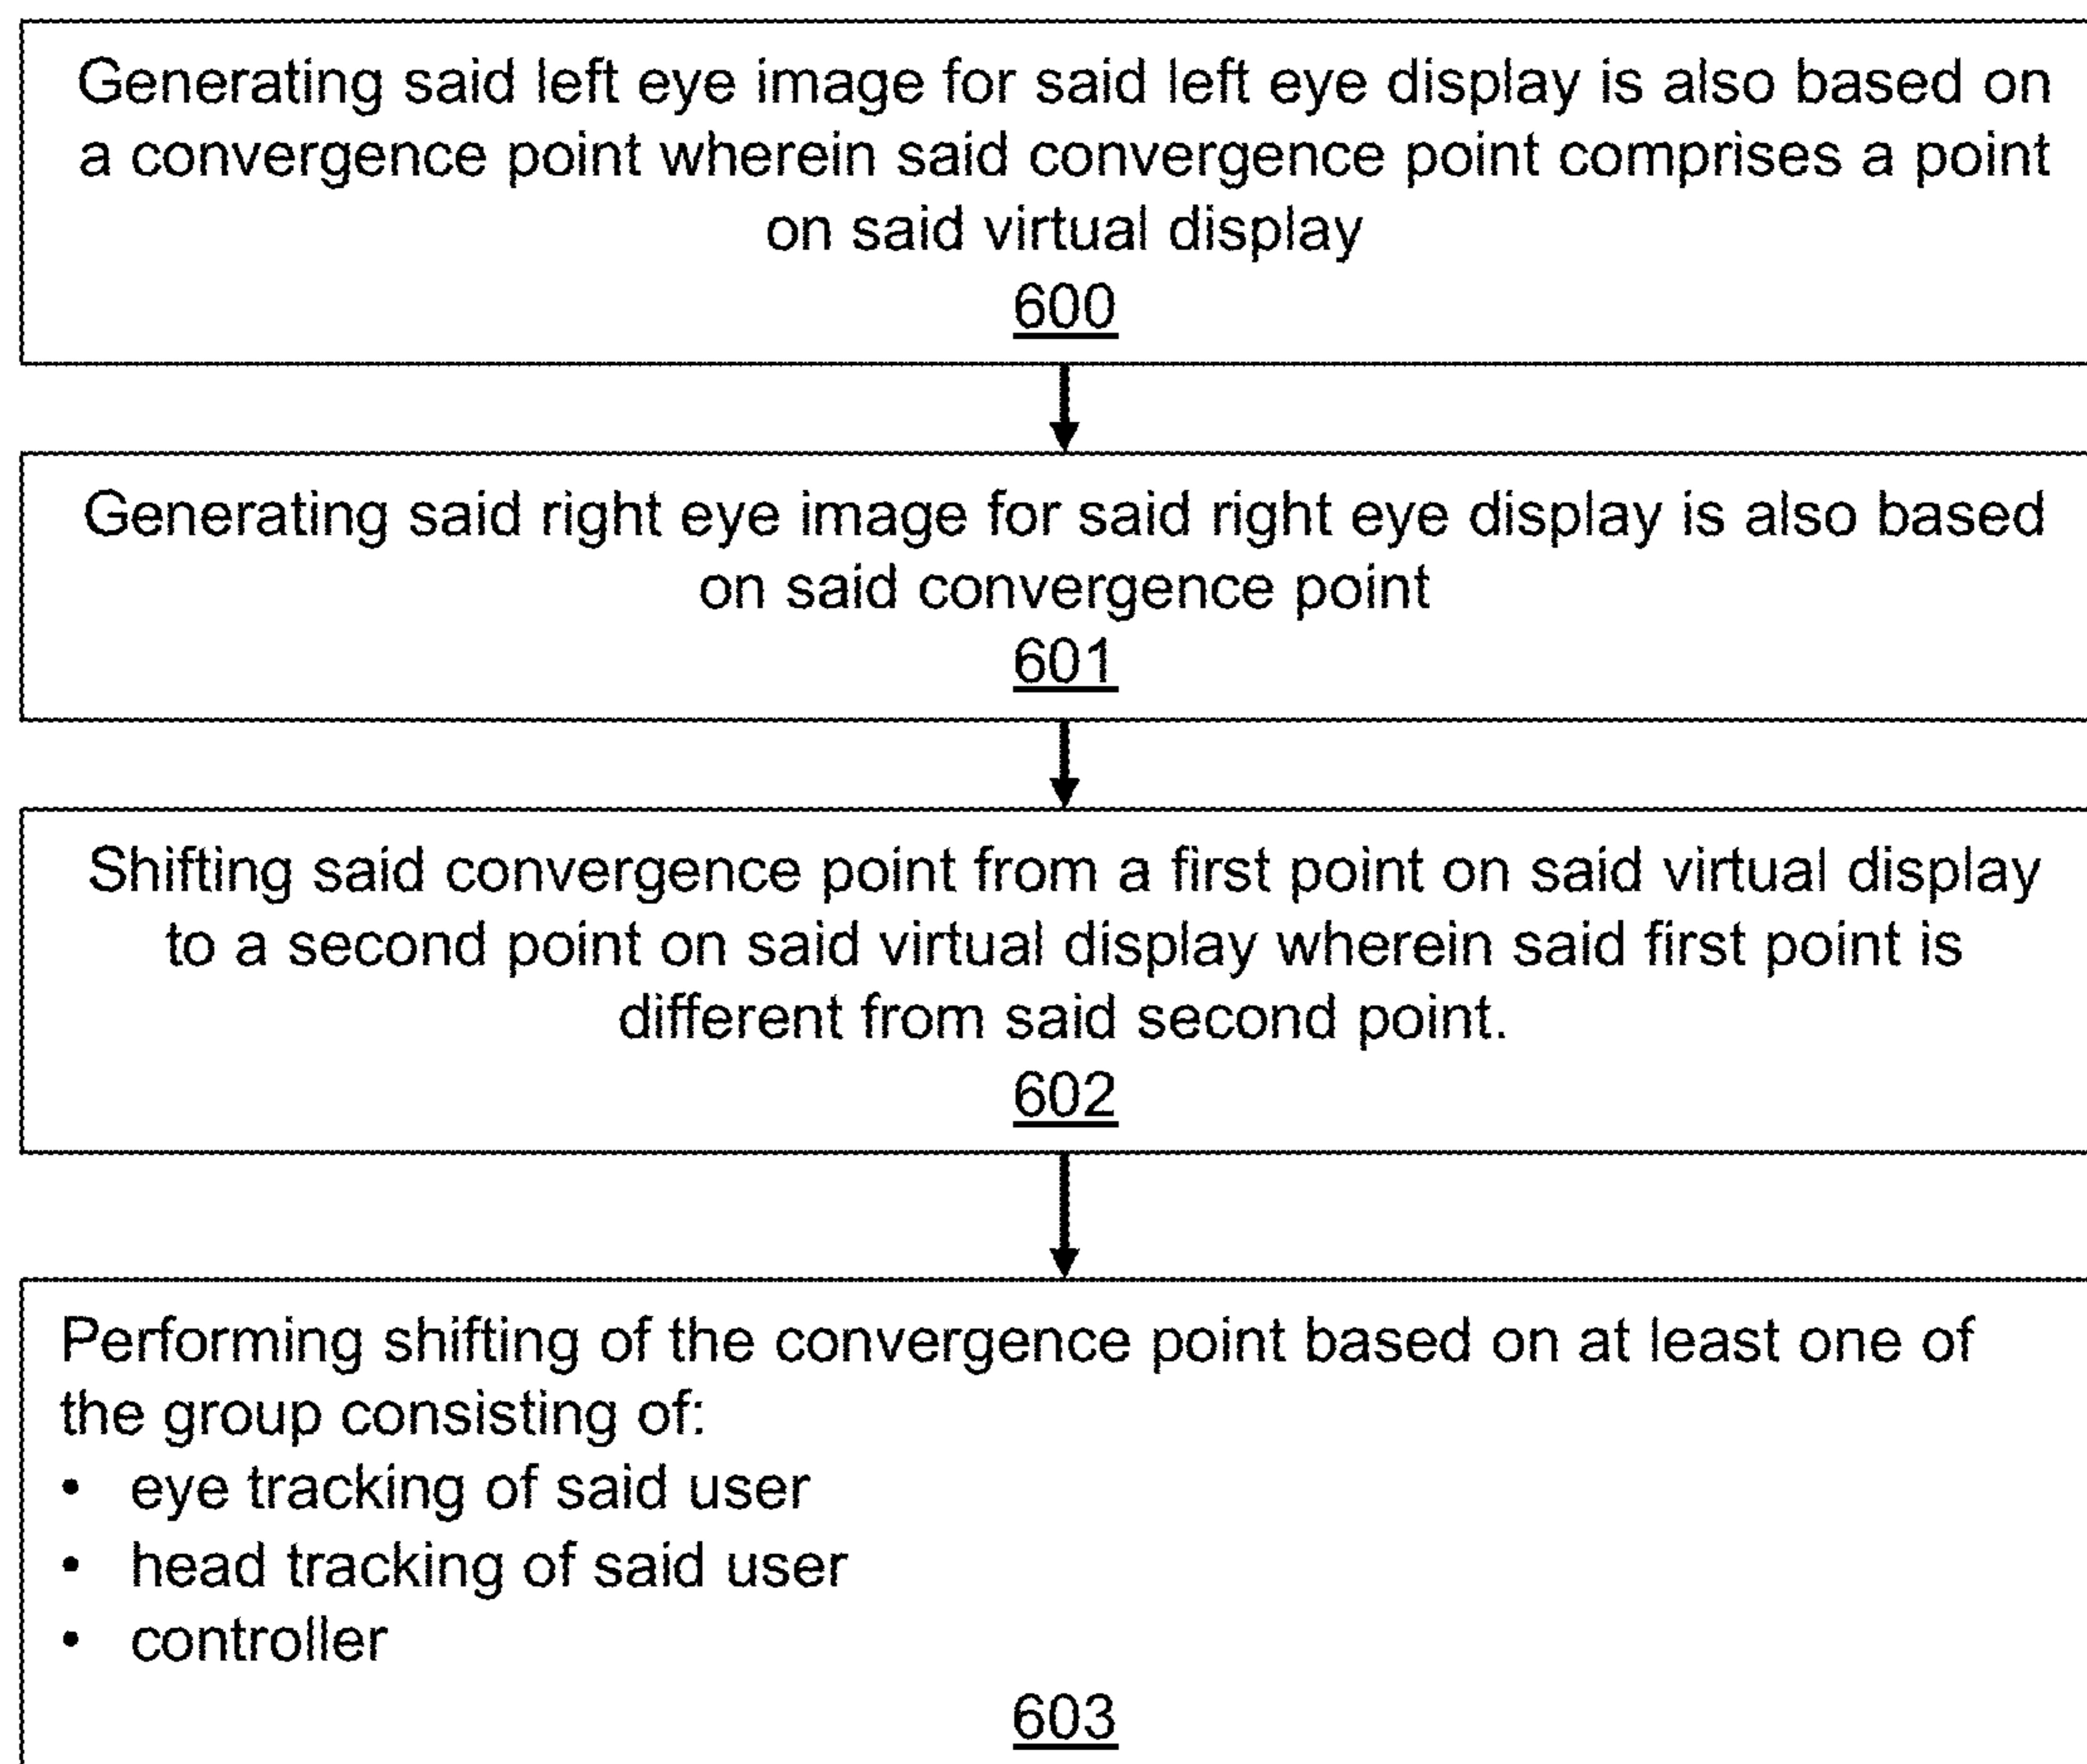 Generating said left eye image for said left eye display is also based on
a convergence point wherein said convergence point comprises a point
on said virtual display
600
Generating said right eye image for said right eye display is also based
on said convergence point
601
Shifting said convergence point from a first point on said virtual display
to a second point on said virtual display wherein said first point is
different from said second point.
602
Performing shifting of the convergence point based on at least one of
the group consisting of:
• eye tracking of said user
• head tracking of said user
• controller
603